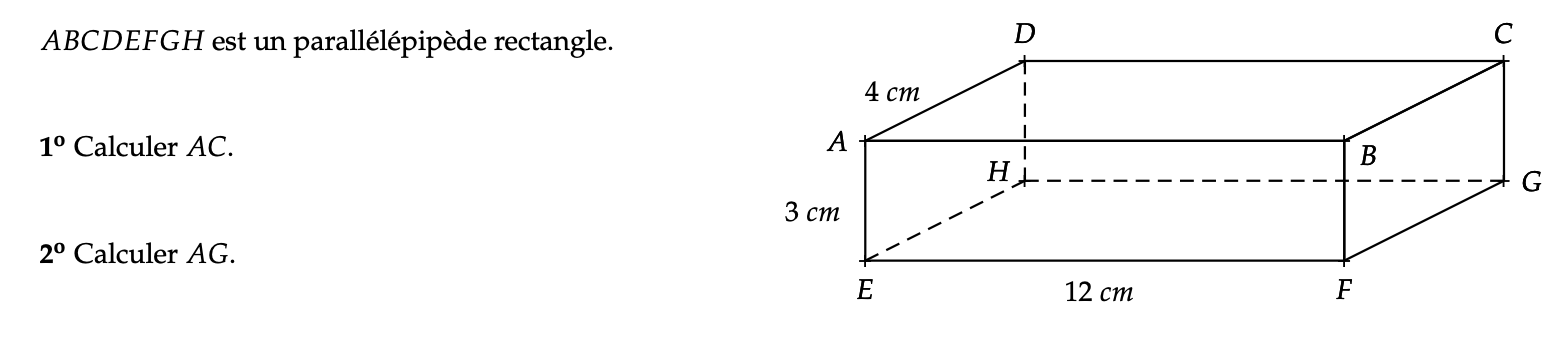 ABCDEFGH est un parallélépipède rectangle.
1º Calculer AC.
2º Calculer AG.
D
C
4 cm
A
B
H
G
3 cm
E
F
12 cm